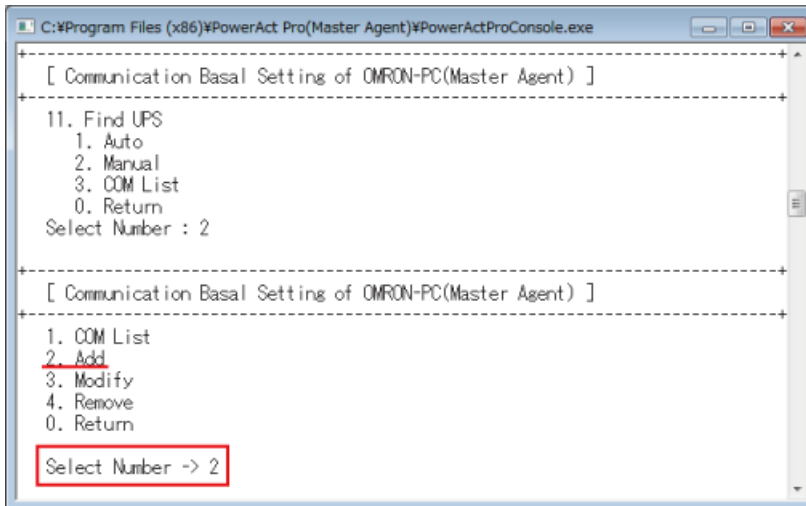 C:¥Program Files (x86)¥PowerAct Pro(Master Agent)¥PowerActProConsole.exe
+------------------------------------------------------------------------+
[ Communication Basal Setting of OMRON-PC(Master Agent) ]
+------------------------------------------------------------------------+
11. Find UPS
1. Auto
2. Manual
3. COM List
0. Return
Select Number : 2
+------------------------------------------------------------------------+
[ Communication Basal Setting of OMRON-PC(Master Agent) ]
+------------------------------------------------------------------------+
1. COM List
2. Add
3. Modify
4. Remove
0. Return
Select Number -> 2